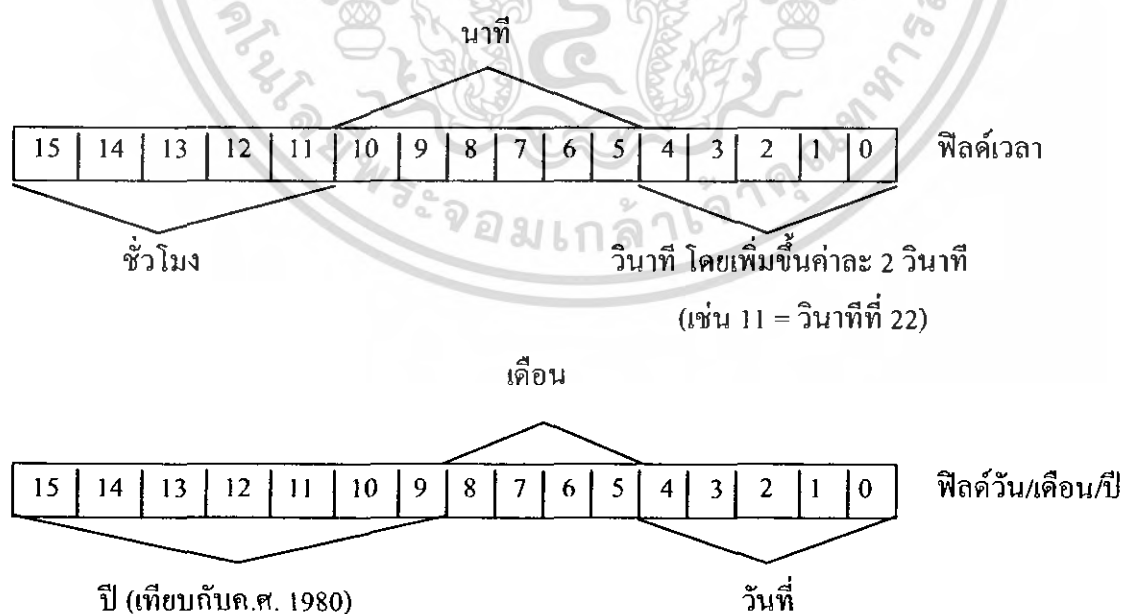 นาที
15 14 13 12 11 10 9 8 7 6 5 4 3 2 1 0 ฟิลด์เวลา
ชั่วโมง
วินาที โดยเพิ่มขึ้นค่าละ 2 วินาที
(เช่น 11 = วินาทีที่ 22)
เดือน
15 14 13 12 11 10 9 8 7 6 5 4 3 2 1 0 ฟิลด์วัน/เดือน/ปี
ปี (เทียบกับค.ศ. 1980)
วันที่